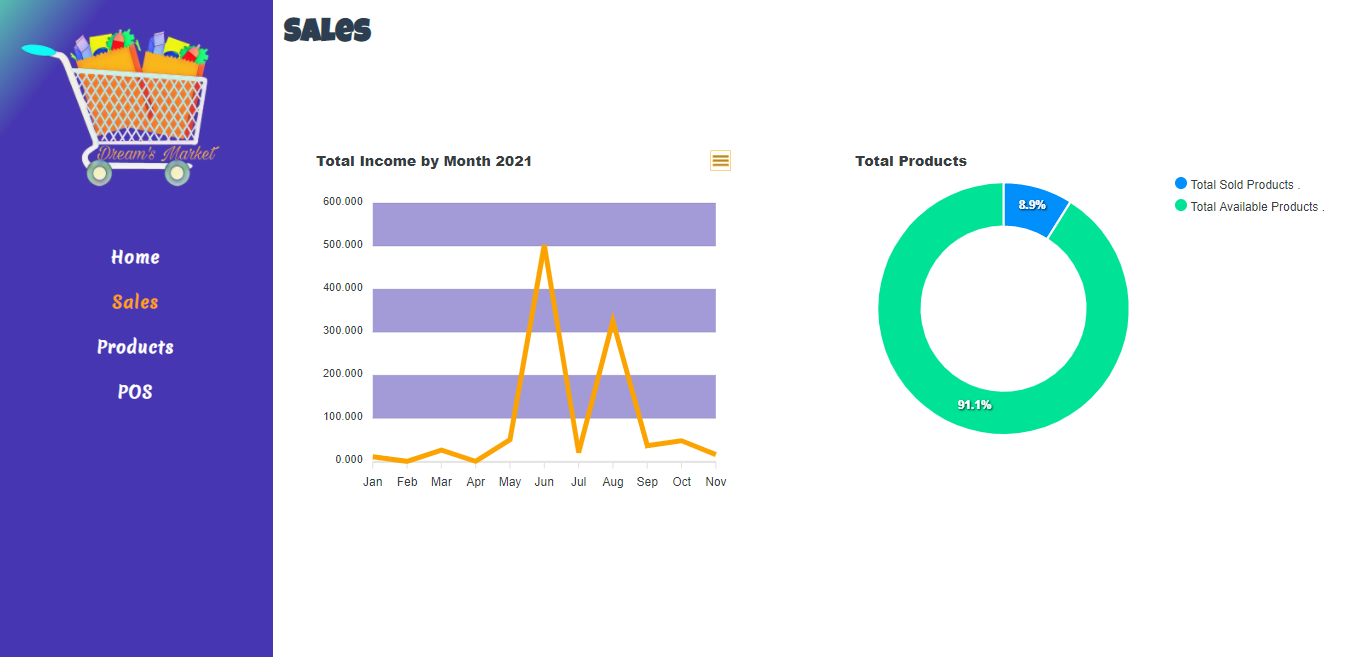 Dream's Market
Home
Sales
Products
POS
Sales
Total Income by Month 2021
600.000
500.000
400.000
300.000
200.000
100.000
0.000
Jan Feb Mar Apr May Jun Jul Aug Sep Oct Nov
Total Products
8.9%
91.1%
Total Sold Products .
Total Available Products .